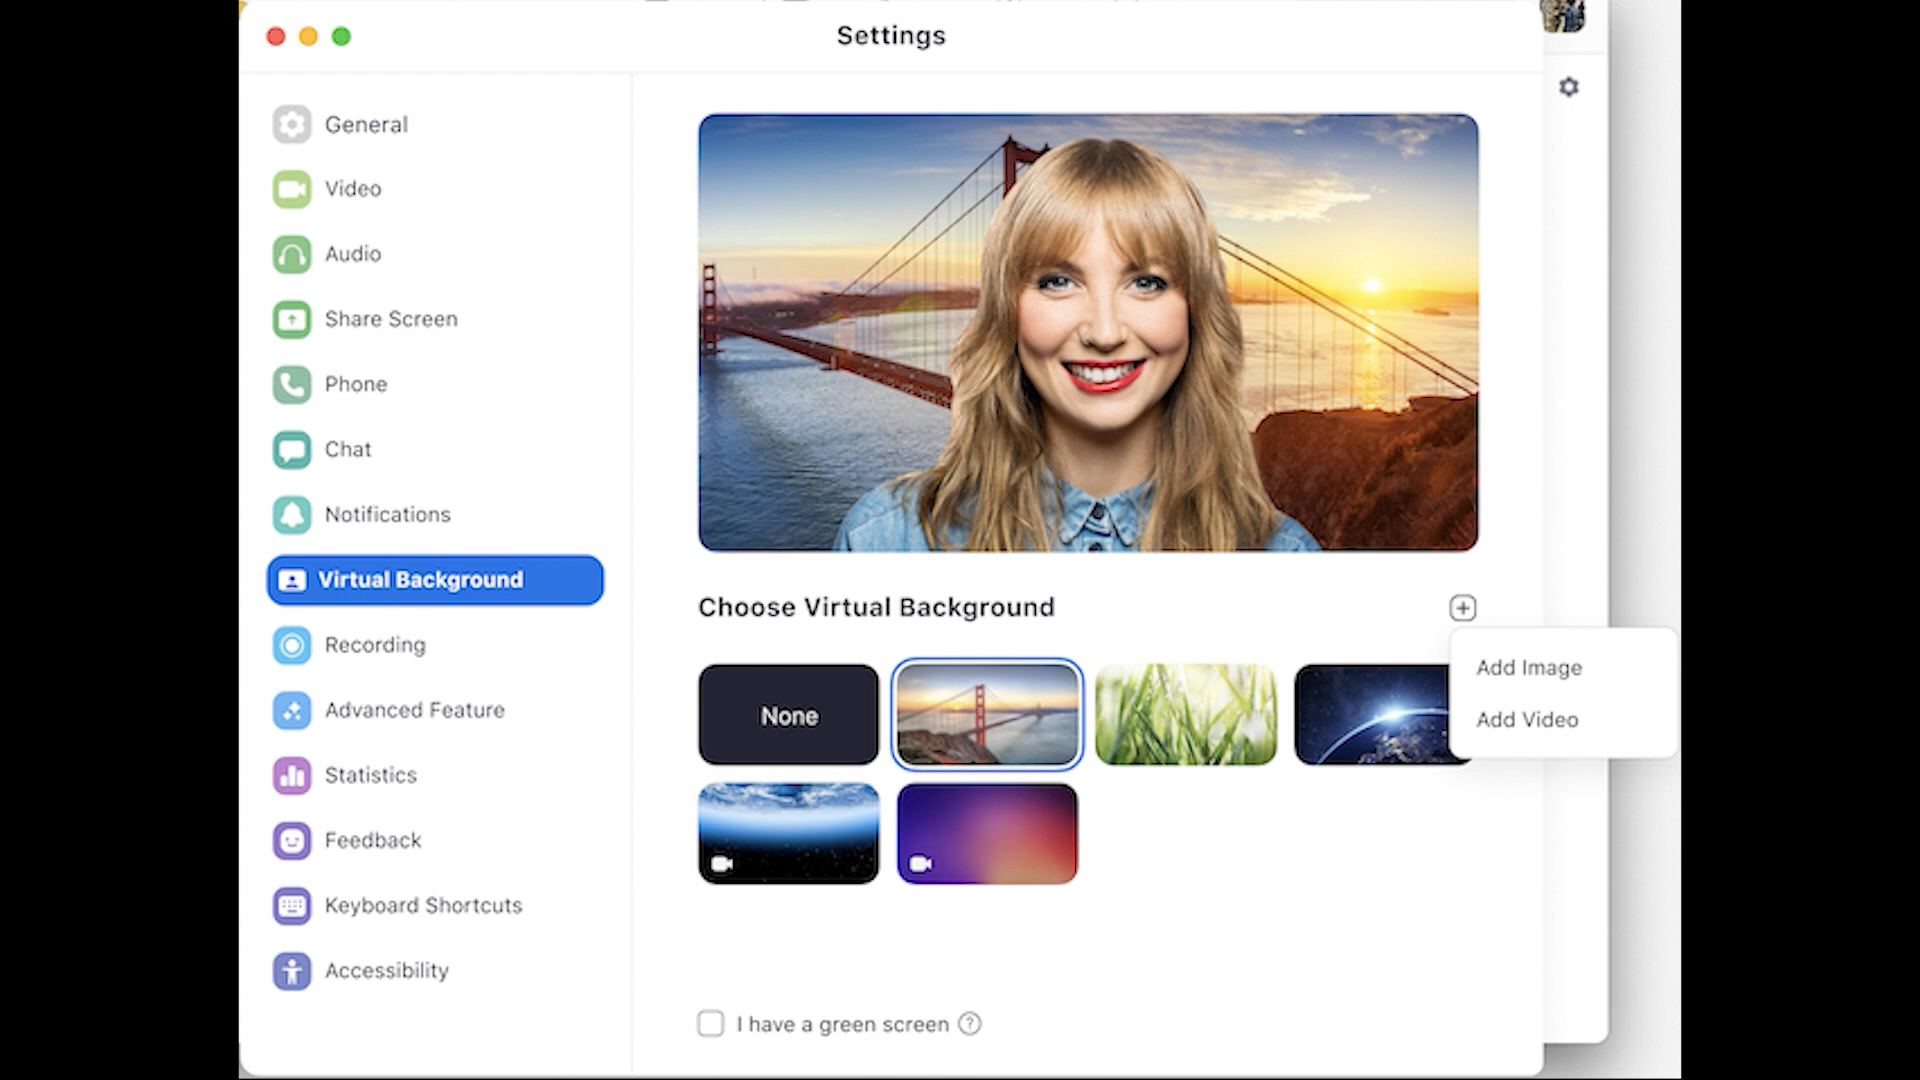 Settings
General
Video
Audio
Share Screen
Phone
Chat
Notifications
Virtual Background
Recording
Advanced Feature
Statistics
Feedback
Keyboard Shortcuts
Accessibility
Choose Virtual Background
Add Image
Add Video
None
I have a green screen ?